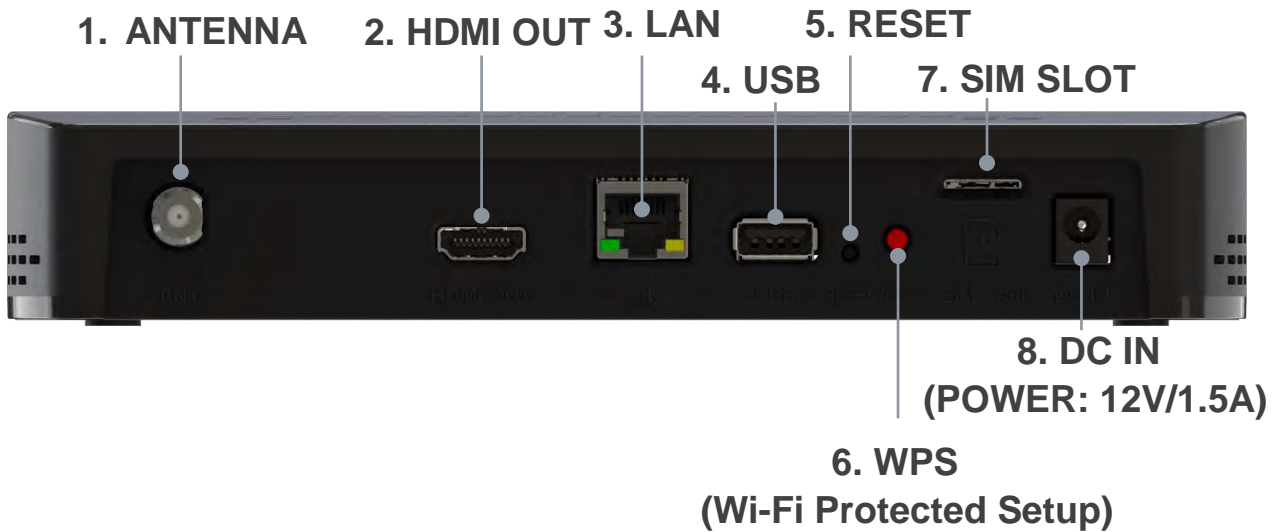 1. ANTENNA
2. HDMI OUT
3. LAN
4. USB
5. RESET
7. SIM SLOT
8. DC IN
(POWER: 12V/1.5A)
6. WPS
(Wi-Fi Protected Setup)